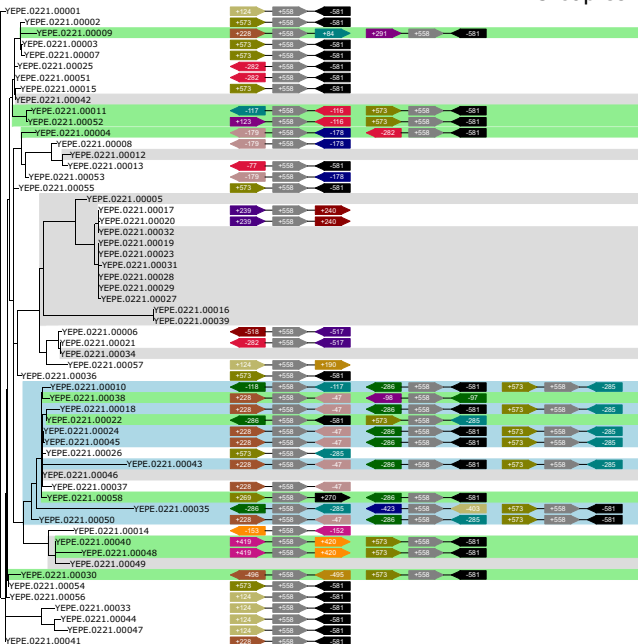 YEPE.0221.00001 +124 +558 -581
YEPE.0221.00002 +573 +558 -581
YEPE.0221.00009 +228 +558 +84 +291 +558 -581
YEPE.0221.00003 +573 +558 -581
YEPE.0221.00007 +573 +558 -581
YEPE.0221.00025 -282 +558 -581
YEPE.0221.00051 -282 +558 -581
YEPE.0221.00015 +573 +558 -581
YEPE.0221.00042
YEPE.0221.00011 -117 +558 -116 +573 +558 -581
YEPE.0221.00052 +123 +558 -116 +573 +558 -581
YEPE.0221.00004 -179 +558 -178 -282 +558 -581
YEPE.0221.00008 -179 +558 -178
YEPE.0221.00012
YEPE.0221.00013 -77 +558 -581
YEPE.0221.00053 -179 +558 -178
YEPE.0221.00055 +573 +558 -581
YEPE.0221.00005
YEPE.0221.00017 +239 +558 +240
YEPE.0221.00020 +239 +558 +240
YEPE.0221.00032
YEPE.0221.00019
YEPE.0221.00023
YEPE.0221.00031
YEPE.0221.00028
YEPE.0221.00029
YEPE.0221.00027
YEPE.0221.00016
YEPE.0221.00039
YEPE.0221.00006 -518 +558 -517
YEPE.0221.00021 -282 +558 -517
YEPE.0221.00034
YEPE.0221.00057 +124 +558 +190
YEPE.0221.00036 +573 +558 -581
YEPE.0221.00010 -118 +558 -117 -286 +558 -581 +573 +558 -285
YEPE.0221.00038 +228 +558 -47 -98 +558 -97
YEPE.0221.00018 +228 +558 -47 -286 +558 -581 +573 +558 -285
YEPE.0221.00022 -286 +558 -581 +573 +558 -285
YEPE.0221.00024 +228 +558 -47 -286 +558 -581 +573 +558 -285
YEPE.0221.00045 +228 +558 -47 -286 +558 -581 +573 +558 -285
YEPE.0221.00026 +573 +558 -285
YEPE.0221.00043 +228 +558 -47 -286 +558 -581 +573 +558 -285
YEPE.0221.00046
YEPE.0221.00037 +228 +558 -47
YEPE.0221.00058 +269 +558 +270 -286 +558 -581
YEPE.0221.00035 -286 +558 -285 -423 +558 -403 +573 +558 -581
YEPE.0221.00050 +228 +558 -47 -286 +558 -285 +573 +558 -581
YEPE.0221.00014 -153 +558 -152
YEPE.0221.00040 +419 +558 +420 +573 +558 -581
YEPE.0221.00048 +419 +558 +420 +573 +558 -581
YEPE.0221.00049
YEPE.0221.00030 -496 +558 -495 +573 +558 -581
YEPE.0221.00054 +573 +558 -581
YEPE.0221.00056 +124 +558 -581
YEPE.0221.00033 +124 +558 -581
YEPE.0221.00044 +124 +558 -581
YEPE.0221.00047 +124 +558 -581
YEPE.0221.00041 +228 +558 -581